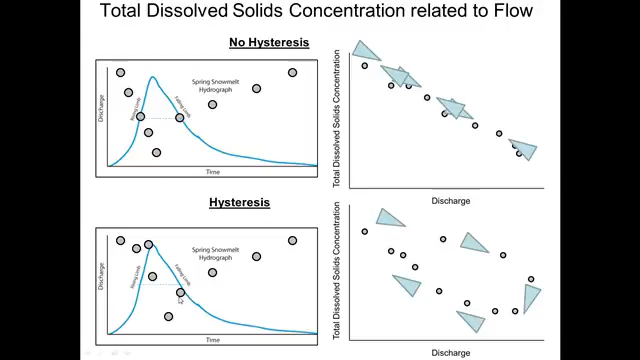 Total Dissolved Solids Concentration related to Flow
No Hysteresis
Discharge
Rising Limb
Spring Snowmelt
Hydrograph
Falling Limb
Time
Total Dissolved Solids Concentration
Discharge
Hysteresis
Discharge
Rising Limb
Spring Snowmelt
Hydrograph
Falling Limb
Time
Total Dissolved Solids Concentration
Discharge